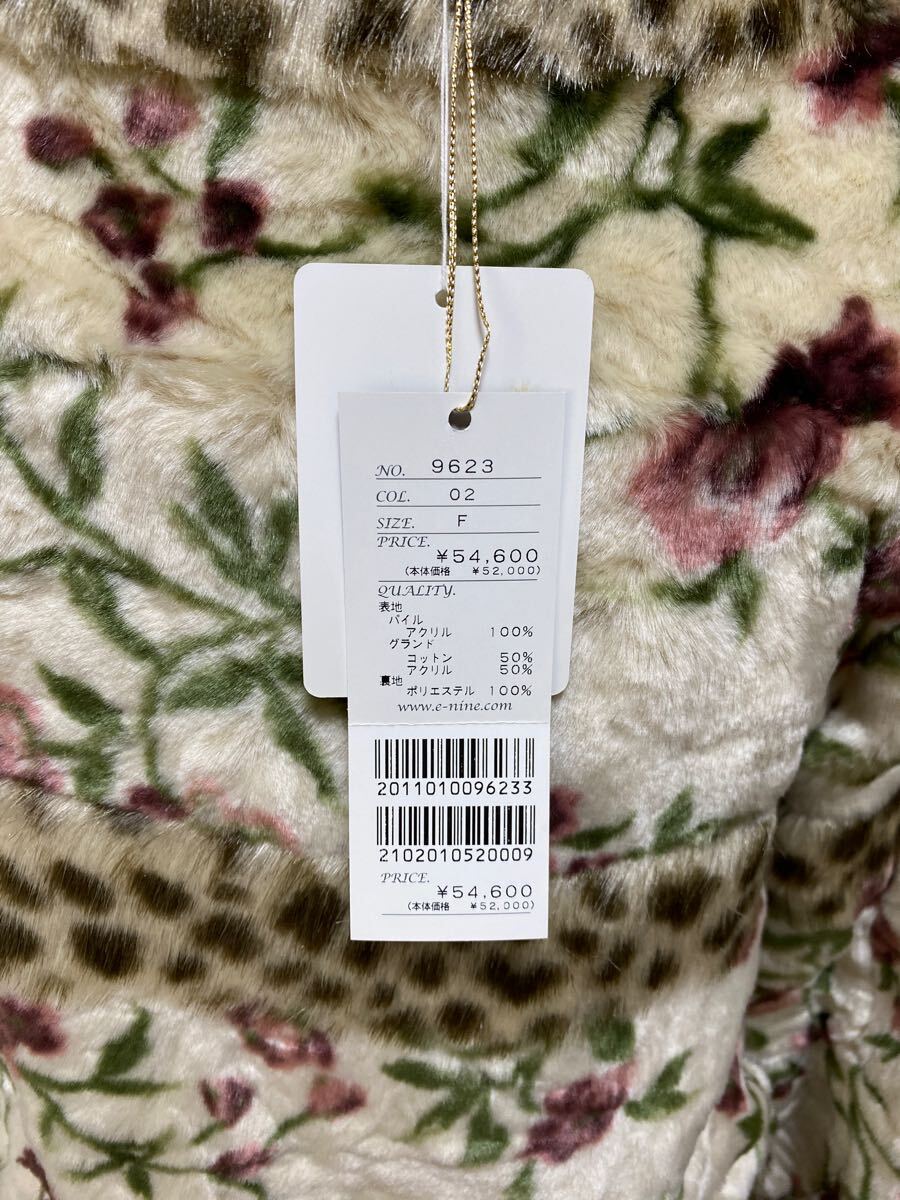 NO. 9623
COL. 02
SIZE. F
PRICE.
¥54,600
(本体価格 ¥52,000)
QUALITY.
表地
パイル
アクリル 100%
グランド
コットン 50%
アクリル 50%
裏地
ポリエステル 100%
www.e-nine.com
2011010096233
2102010520009
PRICE.
¥54,600
(本体価格 ¥52,000)